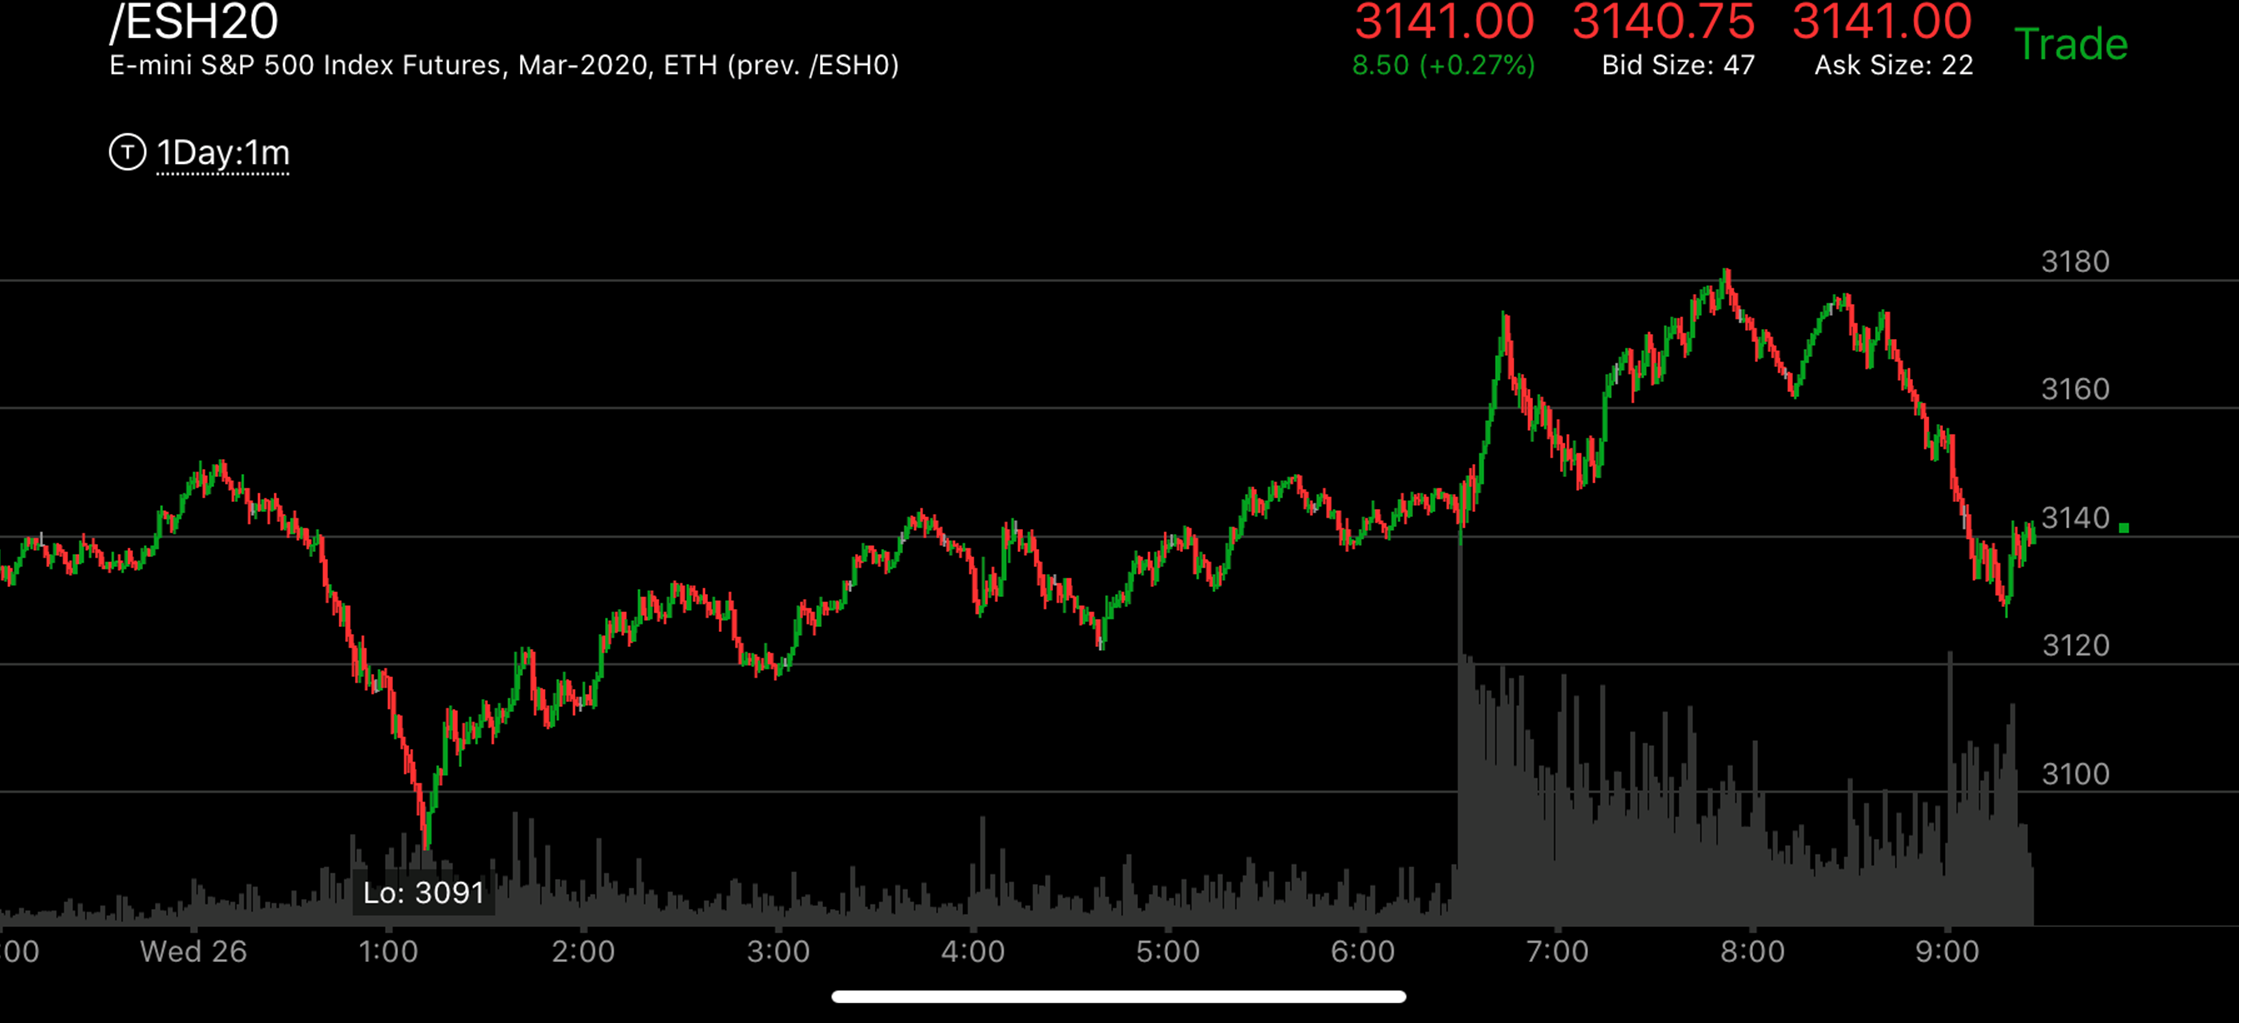 /ESH20 3141.00 3140.75 3141.00 Trade
E-mini S&P 500 Index Futures, Mar-2020, ETH (prev. /ESH0) 8.50 (+0.27%) Bid Size: 47 Ask Size: 22
T 1Day:1m
3180
3160
3140
3120
3100
Lo: 3091
:00 Wed 26 1:00 2:00 3:00 4:00 5:00 6:00 7:00 8:00 9:00